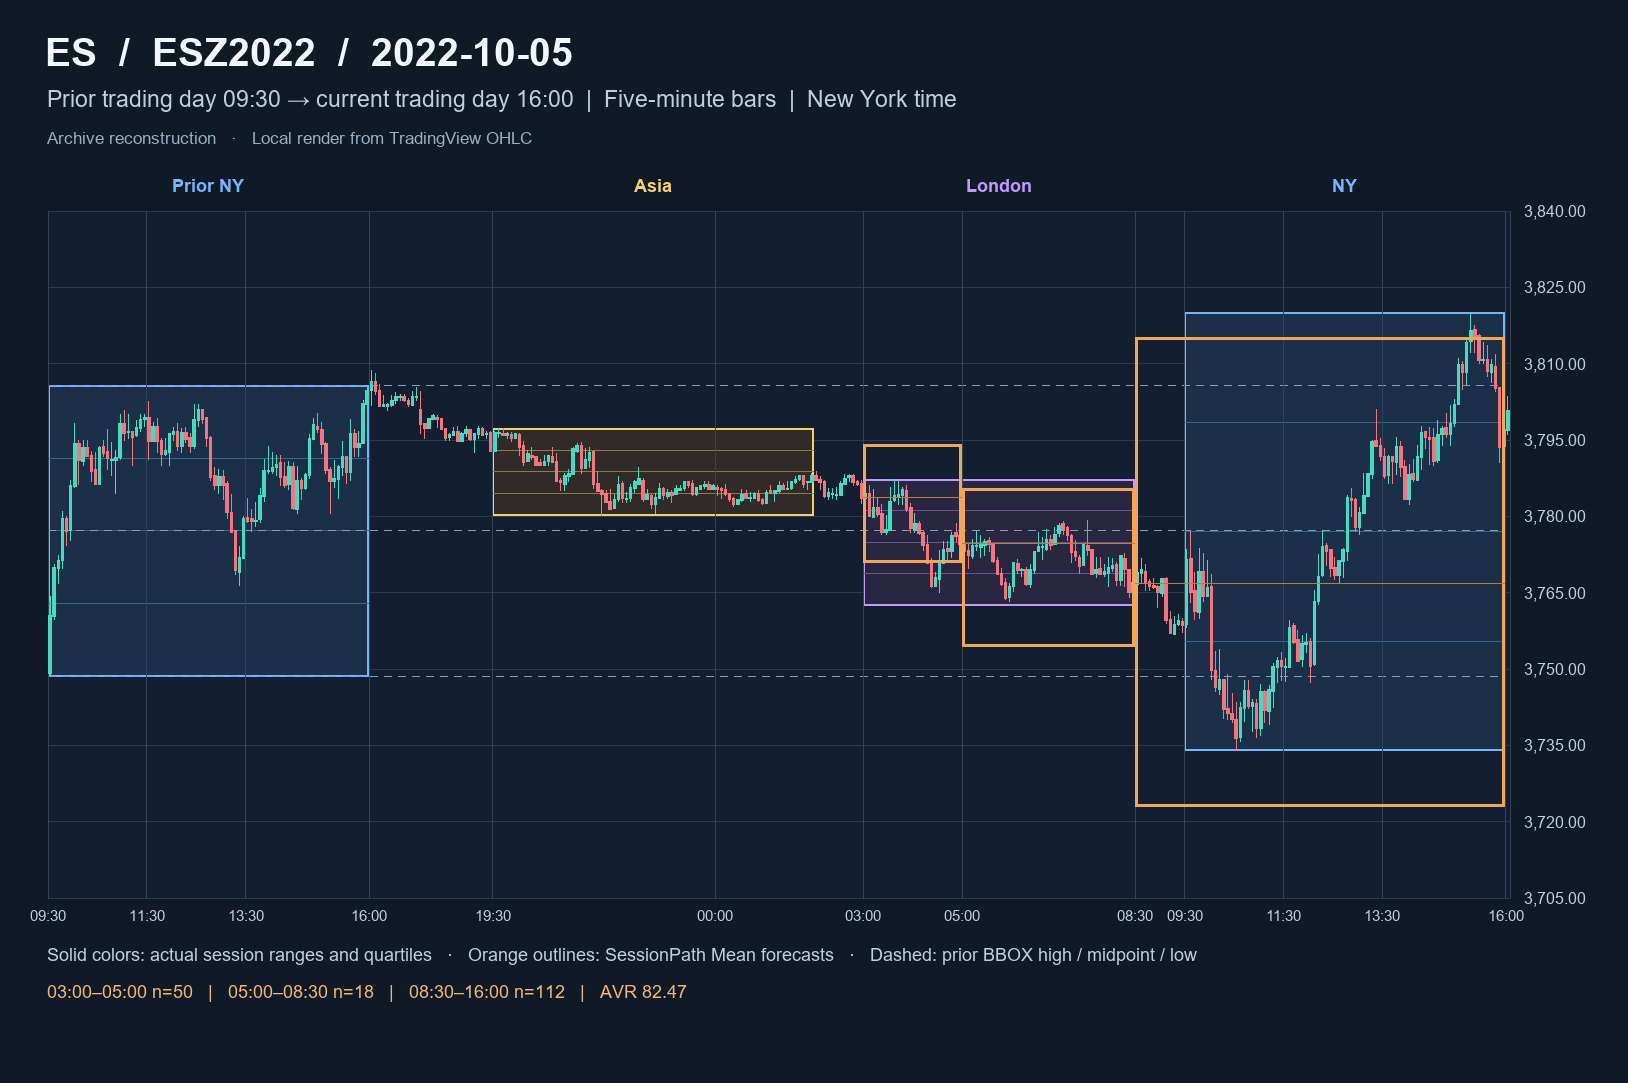 ES / ESZ2022 / 2022-10-05
Prior trading day 09:30 → current trading day 16:00 | Five-minute bars | New York time
Archive reconstruction · Local render from TradingView OHLC
Prior NY Asia London NY
3,840.00
3,825.00
3,810.00
3,795.00
3,780.00
3,765.00
3,750.00
3,735.00
3,720.00
3,705.00
09:30 11:30 13:30 16:00 19:30 00:00 03:00 05:00 08:30 09:30 11:30 13:30 16:00
Solid colors: actual session ranges and quartiles · Orange outlines: SessionPath Mean forecasts · Dashed: prior BBOX high / midpoint / low
03:00–05:00 n=50 | 05:00–08:30 n=18 | 08:30–16:00 n=112 | AVR 82.47